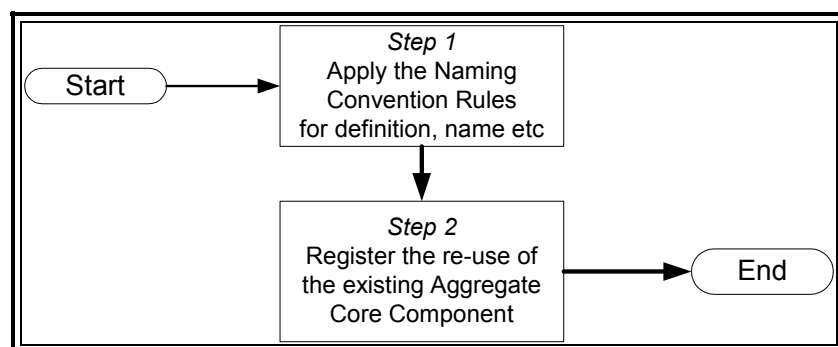 Start
Step 1
Apply the Naming
Convention Rules
for definition, name etc
Step 2
Register the re-use of
the existing Aggregate
Core Component
End